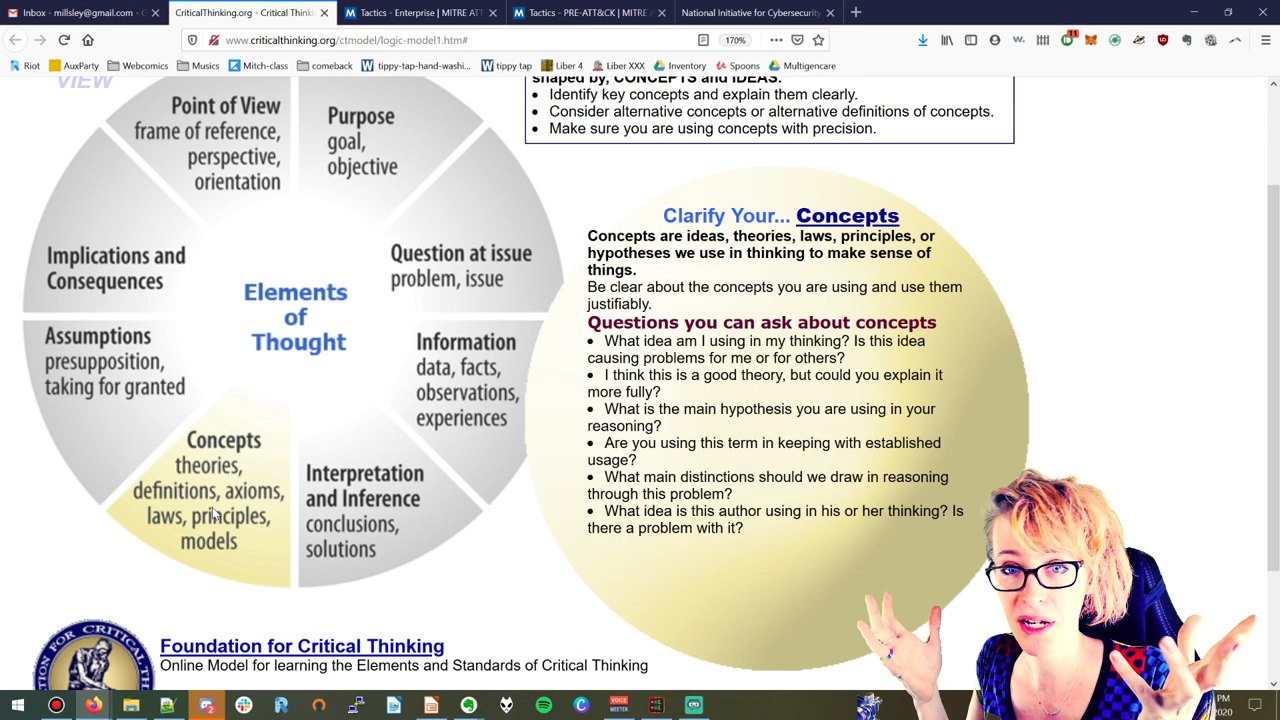 Inbox - millsley@gmail.com - G
CriticalThinking.org - Critical Thinki
Tactics - Enterprise | MITRE ATT
Tactics - PRE-ATT&CK | MITRE AT
National Initiative for Cybersecurity
www.criticalthinking.org/ctmodel/logic-model1.htm#
170%
11
Riot
AuxParty
Webcomics
Musics
Mitch-class
comeback
tippy-tap-hand-washi...
tippy tap
Liber 4
Liber XXX
Inventory
Spoons
Multigencare
VIEW
shaped by, CONCEPTS and IDEAS.
Identify key concepts and explain them clearly.
Consider alternative concepts or alternative definitions of concepts.
Make sure you are using concepts with precision.
Point of View
frame of reference,
perspective,
orientation
Purpose
goal,
objective
Implications and
Consequences
Question at issue
problem, issue
Elements
of
Thought
Assumptions
presupposition,
taking for granted
Information
data, facts,
observations,
experiences
Concepts
theories,
definitions, axioms,
laws, principles,
models
Interpretation
and Inference
conclusions,
solutions
Clarify Your... Concepts
Concepts are ideas, theories, laws, principles, or
hypotheses we use in thinking to make sense of
things.
Be clear about the concepts you are using and use them
justifiably.
Questions you can ask about concepts
• What idea am I using in my thinking? Is this idea
causing problems for me or for others?
• I think this is a good theory, but could you explain it
more fully?
• What is the main hypothesis you are using in your
reasoning?
• Are you using this term in keeping with established
usage?
• What main distinctions should we draw in reasoning
through this problem?
• What idea is this author using in his or her thinking? Is
there a problem with it?
Foundation for Critical Thinking
Online Model for learning the Elements and Standards of Critical Thinking
VOICE
MEETER
PM
2020